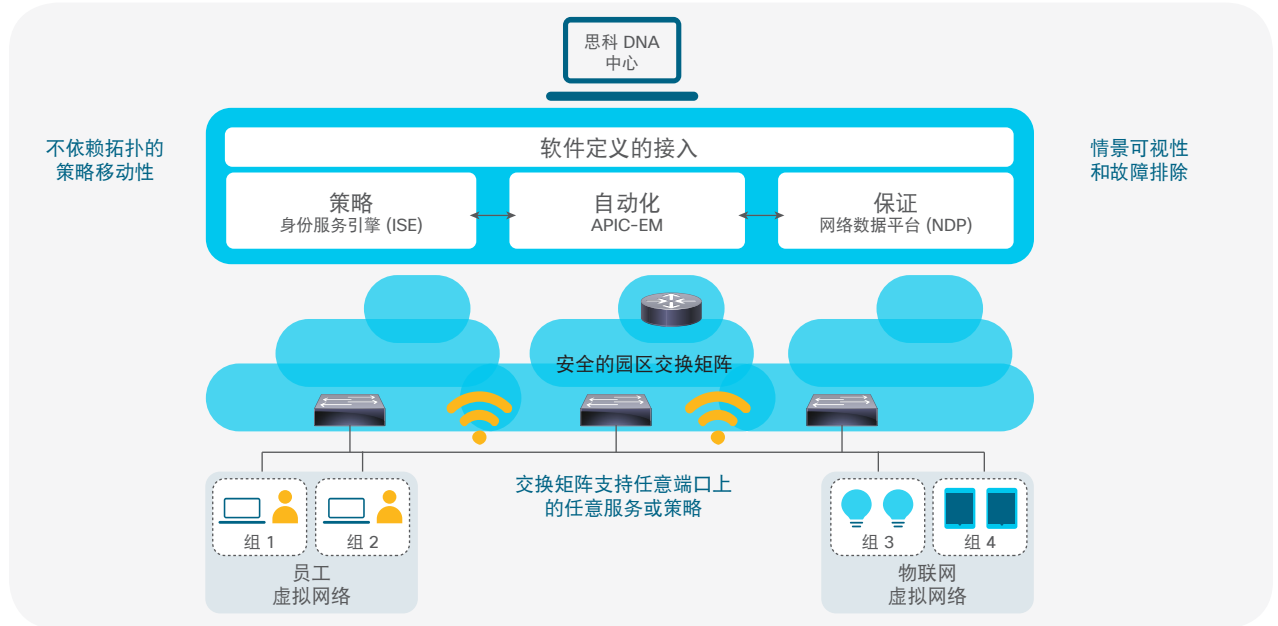 思科 DNA
中心
不依赖拓扑的
策略移动性
软件定义的接入
情景可视性
和故障排除
策略
身份服务引擎 (ISE)
自动化
APIC-EM
保证
网络数据平台 (NDP)
安全的园区交换矩阵
交换矩阵支持任意端口上
的任意服务或策略
组 1
组 2
员工
虚拟网络
组 3
组 4
物联网
虚拟网络